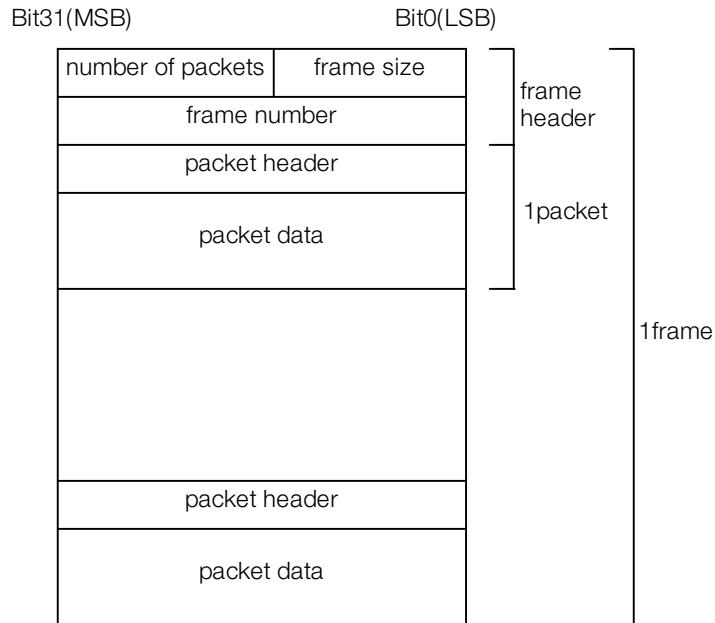 Bit31(MSB) Bit0(LSB)
number of packets frame size
frame
header
frame number
packet header
1packet
packet data
1frame
packet header
packet data